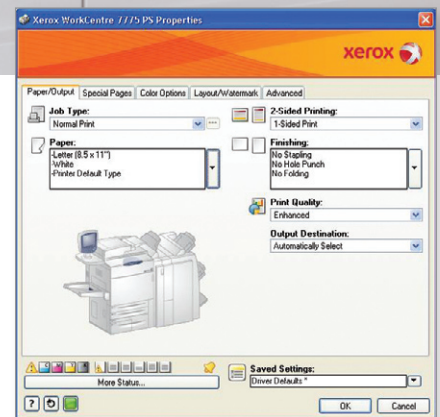 Xerox WorkCentre 7775 PS Properties
xerox
Paper/Output Special Pages Color Options Layout/Watermark Advanced
Job Type:
Normal Print
2-Sided Printing:
1-Sided Print
Paper:
-Letter (8.5 x 11")
-White
-Printer Default Type
Finishing:
No Stapling
No Hole Punch
No Folding
Print Quality:
Enhanced
Output Destination:
Automatically Select
More Status...
Saved Settings:
Driver Defaults *
OK Cancel